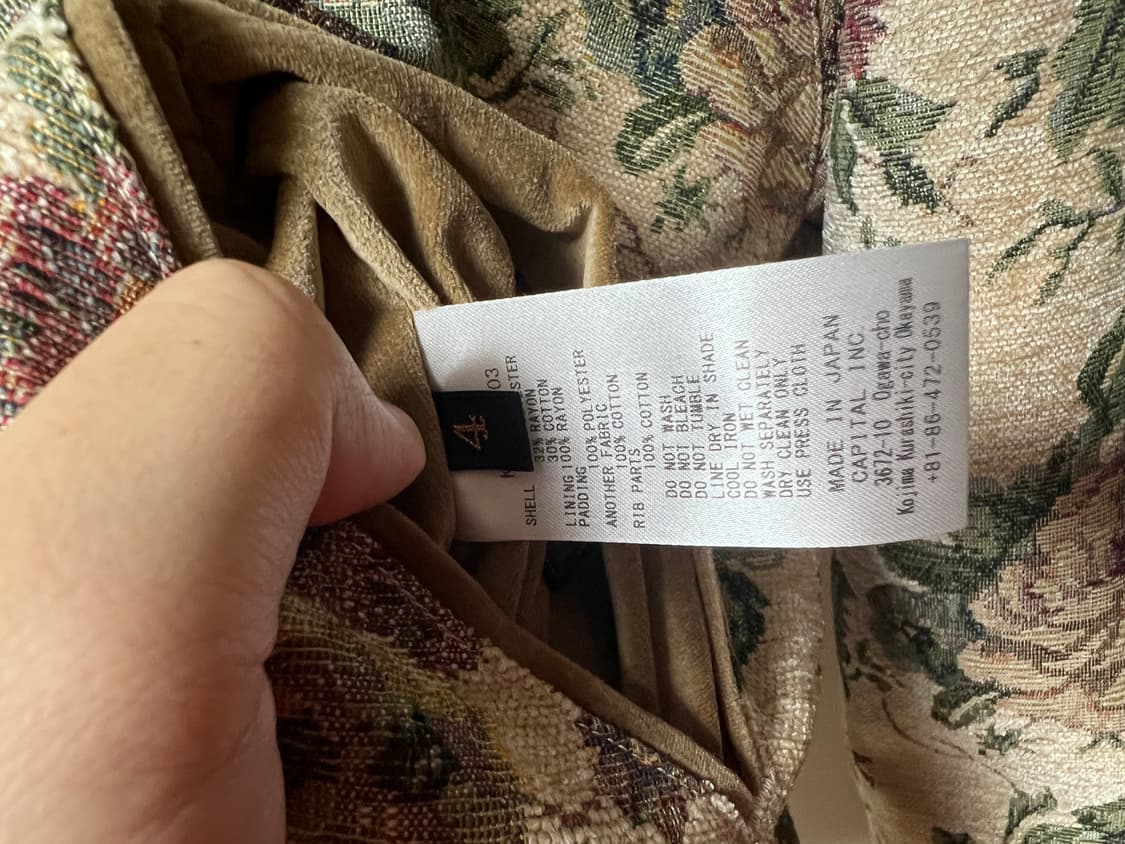 4
03
SHELL STER
32% RAYON
30% COTTON
LINING 100% RAYON
PADDING
100% POLYESTER
ANOTHER FABRIC
100% COTTON
RIB PARTS
100% COTTON
DO NOT WASH
DO NOT BLEACH
DO NOT TUMBLE
LINE DRY IN SHADE
COOL IRON
DO NOT WET CLEAN
WASH SEPARATELY
DRY CLEAN ONLY
USE PRESS CLOTH
MADE IN JAPAN
CAPITAL INC.
3672-10 Ogawa-cho
Kojima Kurashiki-city Okayama
+81-86-472-0539